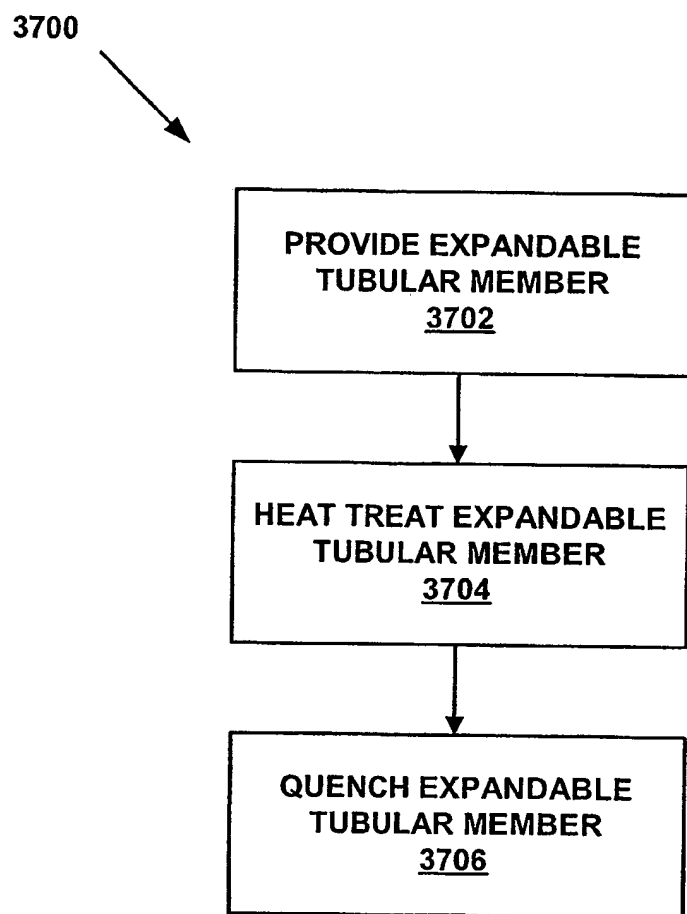 3700
PROVIDE EXPANDABLE
TUBULAR MEMBER
3702
HEAT TREAT EXPANDABLE
TUBULAR MEMBER
3704
QUENCH EXPANDABLE
TUBULAR MEMBER
3706